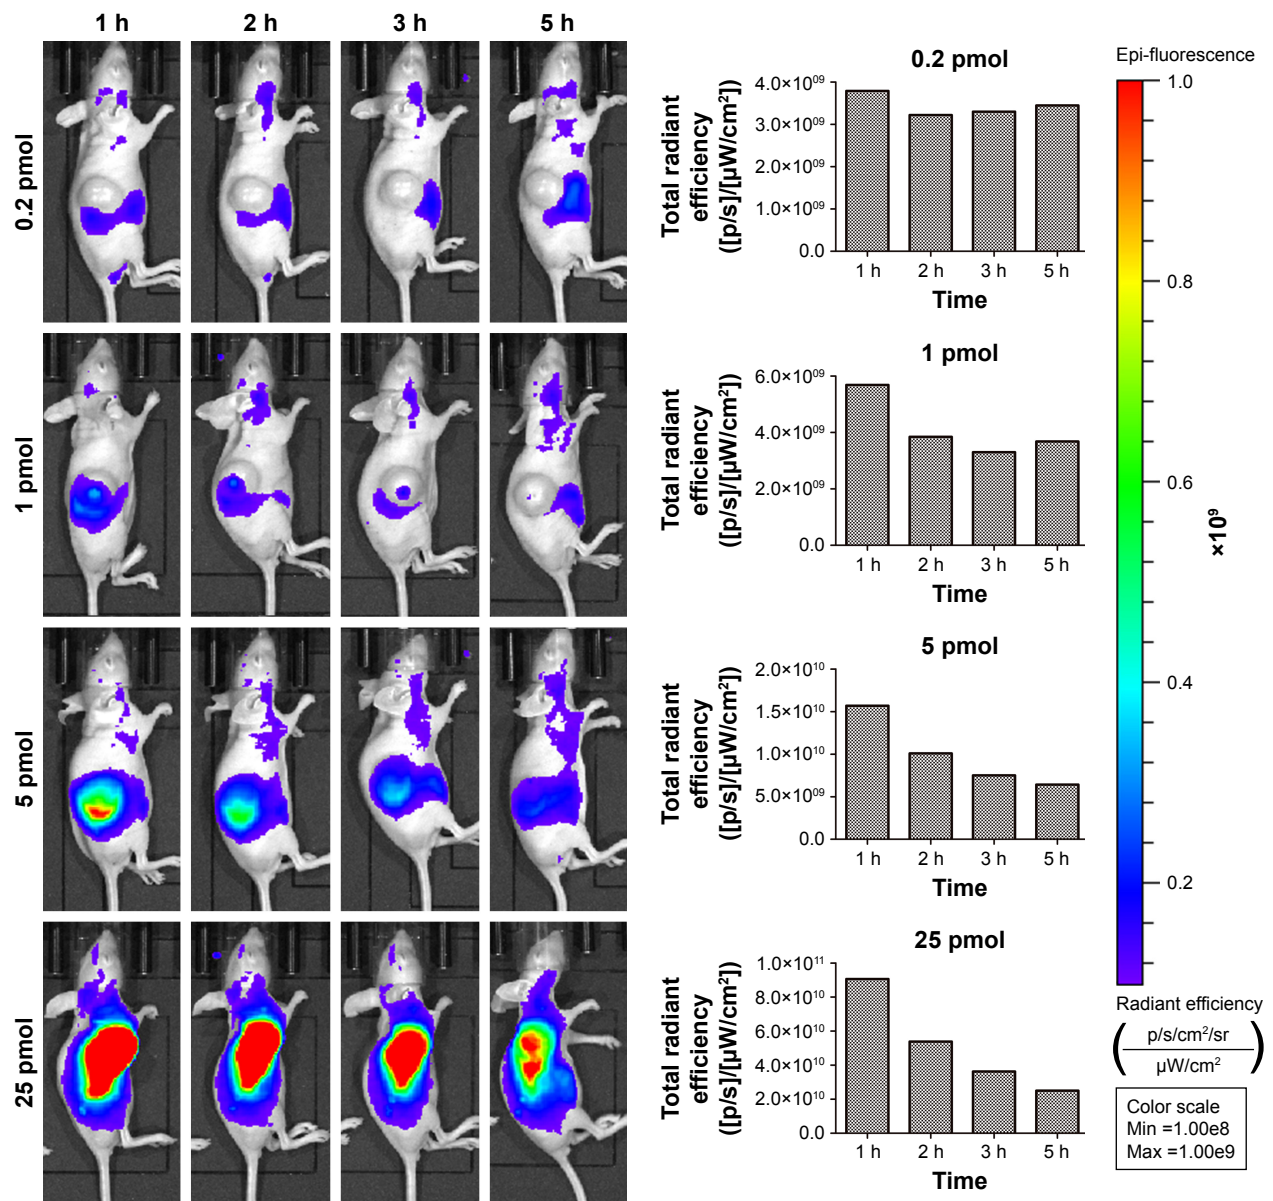 1 h 2 h 3 h 5 h
0.2 pmol
1 pmol
5 pmol
25 pmol
0.2 pmol
Total radiant
efficiency
([p/s]/[µW/cm²])
4.0×10⁰⁹
3.0×10⁰⁹
2.0×10⁰⁹
1.0×10⁰⁹
0.0
1 h 2 h 3 h 5 h
Time
1 pmol
Total radiant
efficiency
([p/s]/[µW/cm²])
6.0×10⁰⁹
4.0×10⁰⁹
2.0×10⁰⁹
0.0
1 h 2 h 3 h 5 h
Time
5 pmol
Total radiant
efficiency
([p/s]/[µW/cm²])
2.0×10¹⁰
1.5×10¹⁰
1.0×10¹⁰
5.0×10⁰⁹
0.0
1 h 2 h 3 h 5 h
Time
25 pmol
Total radiant
efficiency
([p/s]/[µW/cm²])
1.0×10¹¹
8.0×10¹⁰
6.0×10¹⁰
4.0×10¹⁰
2.0×10¹⁰
0.0
1 h 2 h 3 h 5 h
Time
Epi-fluorescence
1.0
0.8
0.6
0.4
0.2
×10⁹
Radiant efficiency
(p/s/cm²/sr
µW/cm²)
Color scale
Min =1.00e8
Max =1.00e9